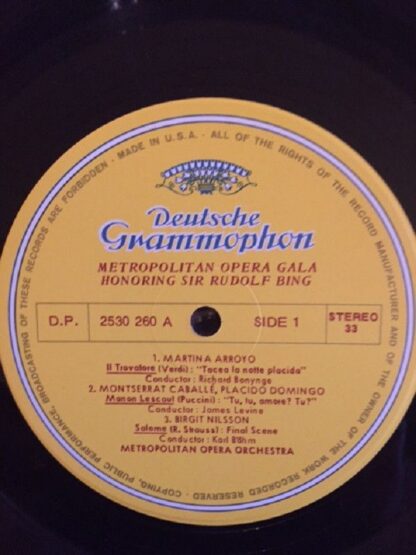 MADE IN U.S.A. · ALL OF THE RIGHTS OF THE RECORD MANUFACTURER AND OF THE OWNER OF THE WORK RECORDED RESERVED · COPYING, PUBLIC PERFORMANCE, BROADCASTING OF THESE RECORDS ARE FORBIDDEN ·
Deutsche
Grammophon
METROPOLITAN OPERA GALA
HONORING SIR RUDOLF BING
D.P. 2530 260 A SIDE 1 STEREO
33
1. MARTINA ARROYO
Il Trovatore (Verdi): "Tacea la notte placida"
Conductor: Richard Bonynge
2. MONTSERRAT CABALLÉ, PLACIDO DOMINGO
Manon Lescaut (Puccini): "Tu, tu, amore? Tu?"
Conductor: James Levine
3. BIRGIT NILSSON
Salome (R. Strauss): Final Scene
Conductor: Karl Böhm
METROPOLITAN OPERA ORCHESTRA